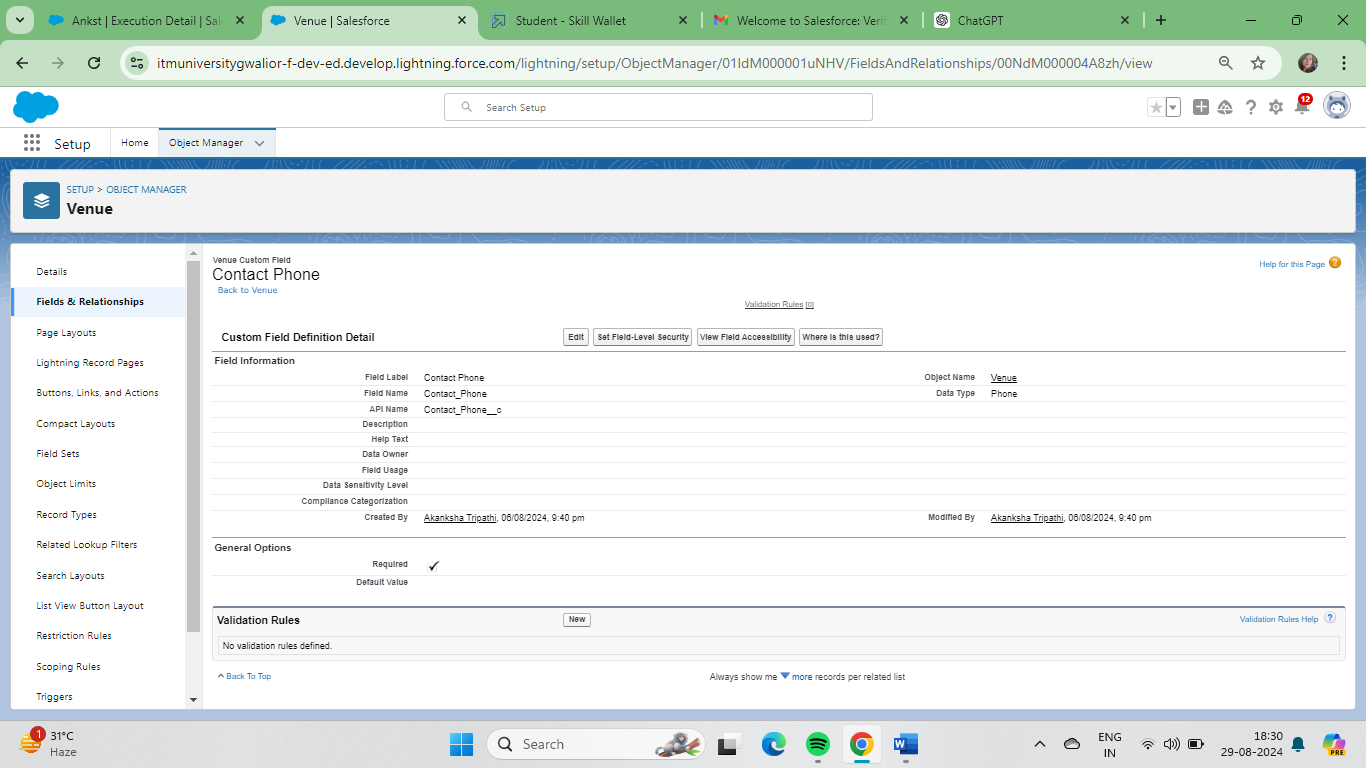 Ankst | Execution Detail | Sal
Venue | Salesforce
Student - Skill Wallet
Welcome to Salesforce: Verif
ChatGPT
itmuniversitygwalior-f-dev-ed.develop.lightning.force.com/lightning/setup/ObjectManager/01IdM000001uNHV/FieldsAndRelationships/00NdM000004A8zh/view
Search Setup
12
Setup
Home
Object Manager
SETUP > OBJECT MANAGER
Venue
Details
Fields & Relationships
Page Layouts
Lightning Record Pages
Buttons, Links, and Actions
Compact Layouts
Field Sets
Object Limits
Record Types
Related Lookup Filters
Search Layouts
List View Button Layout
Restriction Rules
Scoping Rules
Triggers
Venue Custom Field
Contact Phone
Back to Venue
Help for this Page
Validation Rules [0]
Custom Field Definition Detail
Edit Set Field-Level Security View Field Accessibility Where is this used?
Field Information
Field Label Contact Phone Object Name Venue
Field Name Contact_Phone Data Type Phone
API Name Contact_Phone__c
Description
Help Text
Data Owner
Field Usage
Data Sensitivity Level
Compliance Categorization
Created By Akanksha Tripathi, 06/08/2024, 9:40 pm Modified By Akanksha Tripathi, 06/08/2024, 9:40 pm
General Options
Required ✓
Default Value
Validation Rules New Validation Rules Help ?
No validation rules defined.
Back To Top
Always show me more records per related list
1
31°C
Haze
Search
ENG
IN
18:30
29-08-2024
PRE